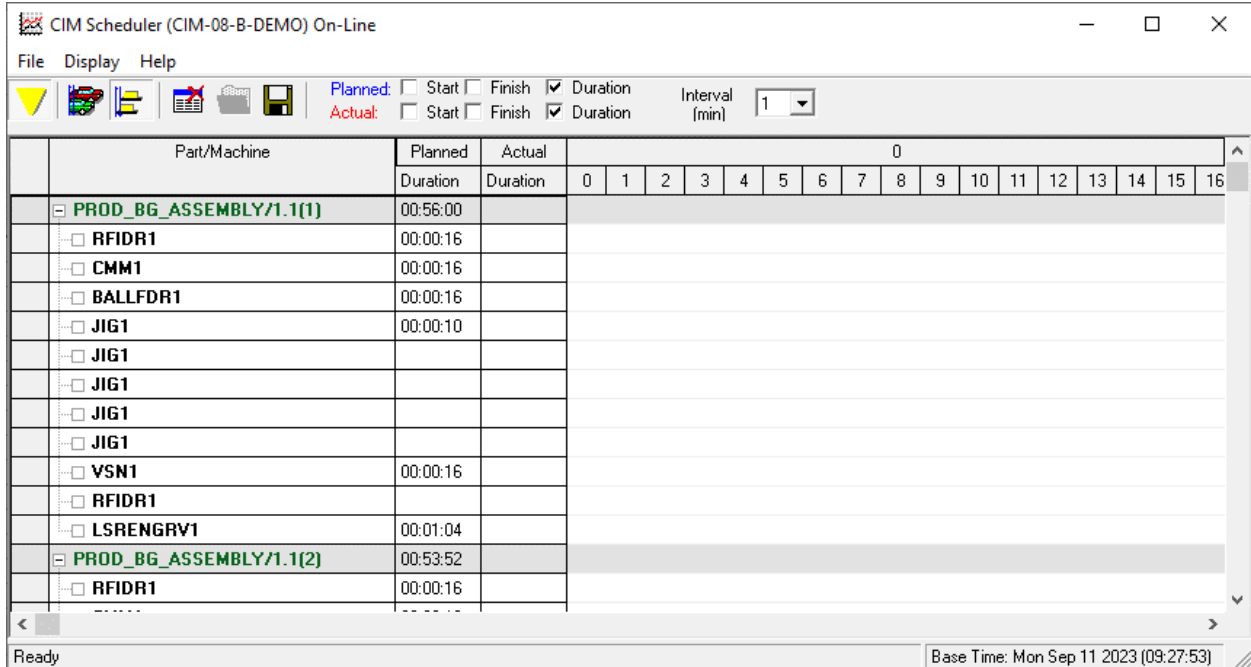 CIM Scheduler (CIM-08-B-DEMO) On-Line
File Display Help
Planned: Start Finish Duration
Actual: Start Finish Duration
Interval (min) 1
Part/Machine Planned Actual 0
Duration Duration 0 1 2 3 4 5 6 7 8 9 10 11 12 13 14 15 16
PROD_BG_ASSEMBLY/1.1(1) 00:56:00
RFIDR1 00:00:16
CMM1 00:00:16
BALLFDR1 00:00:16
JIG1 00:00:10
JIG1
JIG1
JIG1
JIG1
VSN1 00:00:16
RFIDR1
LSRENGRV1 00:01:04
PROD_BG_ASSEMBLY/1.1(2) 00:53:52
RFIDR1 00:00:16
Ready Base Time: Mon Sep 11 2023 (09:27:53)